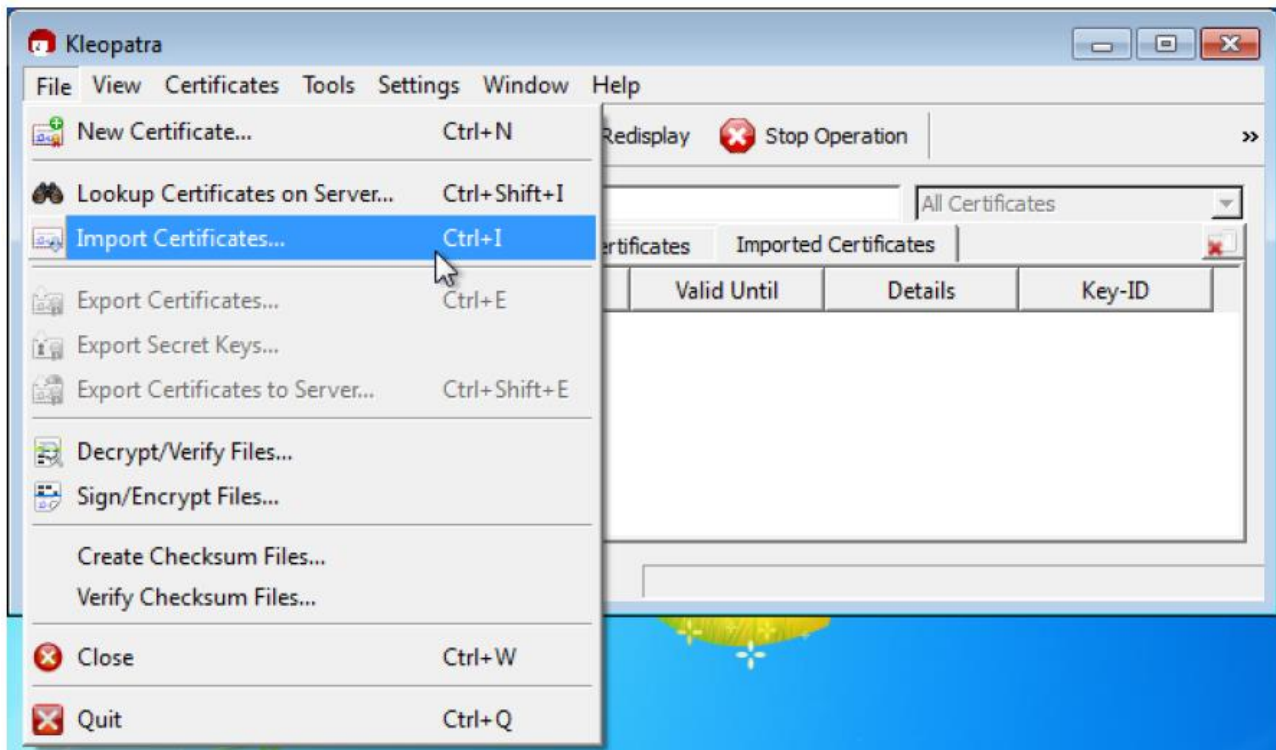 Kleopatra
File View Certificates Tools Settings Window Help
New Certificate... Ctrl+N
Redisplay Stop Operation »
Lookup Certificates on Server... Ctrl+Shift+I
All Certificates
Import Certificates... Ctrl+I
Imported Certificates
Valid Until Details Key-ID
Export Certificates... Ctrl+E
Export Secret Keys...
Export Certificates to Server... Ctrl+Shift+E
Decrypt/Verify Files...
Sign/Encrypt Files...
Create Checksum Files...
Verify Checksum Files...
Close Ctrl+W
Quit Ctrl+Q